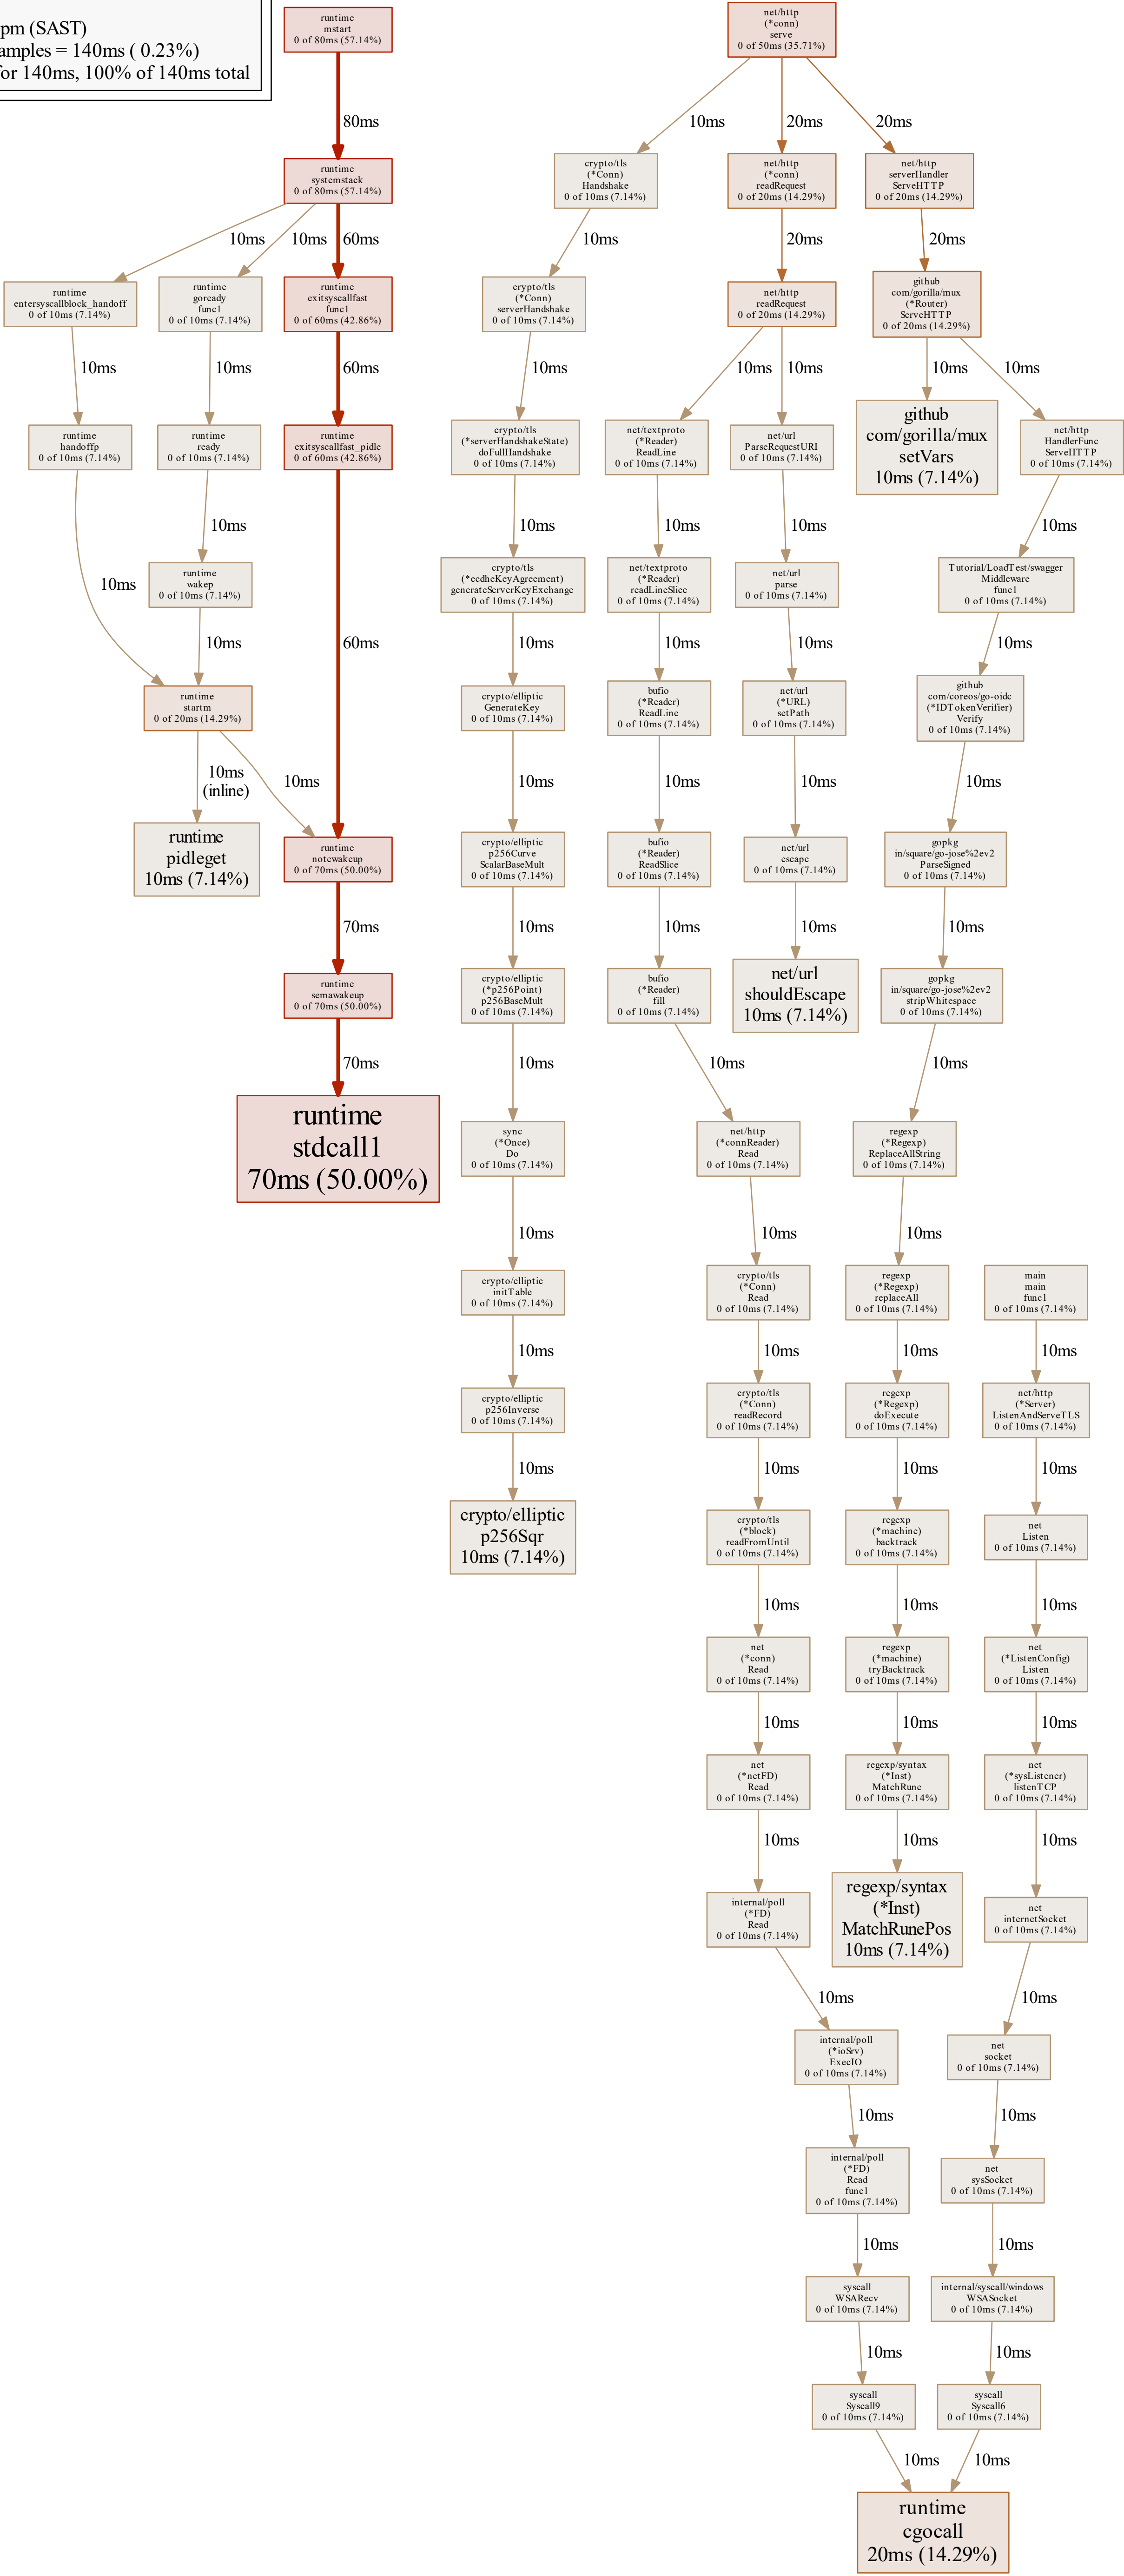 pm (SAST)
amples = 140ms ( 0.23%)
for 140ms, 100% of 140ms total
runtime
mstart
0 of 80ms (57.14%)
net/http
(*conn)
serve
0 of 50ms (35.71%)
80ms
10ms
20ms
20ms
runtime
systemstack
0 of 80ms (57.14%)
crypto/tls
(*Conn)
Handshake
0 of 10ms (7.14%)
net/http
(*conn)
readRequest
0 of 20ms (14.29%)
net/http
serverHandler
ServeHTTP
0 of 20ms (14.29%)
10ms
10ms
60ms
10ms
20ms
20ms
runtime
entersyscallblock_handoff
0 of 10ms (7.14%)
runtime
goready
func1
0 of 10ms (7.14%)
runtime
exitsyscallfast
func1
0 of 60ms (42.86%)
crypto/tls
(*Conn)
serverHandshake
0 of 10ms (7.14%)
net/http
readRequest
0 of 20ms (14.29%)
github
com/gorilla/mux
(*Router)
ServeHTTP
0 of 20ms (14.29%)
10ms
10ms
60ms
10ms
10ms
10ms
10ms
10ms
runtime
handoffp
0 of 10ms (7.14%)
runtime
ready
0 of 10ms (7.14%)
runtime
exitsyscallfast_pidle
0 of 60ms (42.86%)
crypto/tls
(*serverHandshakeState)
doFullHandshake
0 of 10ms (7.14%)
net/textproto
(*Reader)
ReadLine
0 of 10ms (7.14%)
net/url
ParseRequestURI
0 of 10ms (7.14%)
github
com/gorilla/mux
setVars
10ms (7.14%)
net/http
HandlerFunc
ServeHTTP
0 of 10ms (7.14%)
10ms
10ms
10ms
10ms
10ms
10ms
runtime
wakep
0 of 10ms (7.14%)
crypto/tls
(*ecdheKeyAgreement)
generateServerKeyExchange
0 of 10ms (7.14%)
net/textproto
(*Reader)
readLineSlice
0 of 10ms (7.14%)
net/url
parse
0 of 10ms (7.14%)
Tutorial/LoadTest/swagger
Middleware
func1
0 of 10ms (7.14%)
10ms
60ms
10ms
10ms
10ms
10ms
runtime
startm
0 of 20ms (14.29%)
crypto/elliptic
GenerateKey
0 of 10ms (7.14%)
bufio
(*Reader)
ReadLine
0 of 10ms (7.14%)
net/url
(*URL)
setPath
0 of 10ms (7.14%)
github
com/coreos/go-oidc
(*IDTokenVerifier)
Verify
0 of 10ms (7.14%)
10ms
(inline)
10ms
10ms
10ms
10ms
10ms
runtime
pidleget
10ms (7.14%)
runtime
notewakeup
0 of 70ms (50.00%)
crypto/elliptic
p256Curve
ScalarBaseMult
0 of 10ms (7.14%)
bufio
(*Reader)
ReadSlice
0 of 10ms (7.14%)
net/url
escape
0 of 10ms (7.14%)
gopkg
in/square/go-jose%2ev2
ParseSigned
0 of 10ms (7.14%)
70ms
10ms
10ms
10ms
10ms
runtime
semawakeup
0 of 70ms (50.00%)
crypto/elliptic
(*p256Point)
p256BaseMult
0 of 10ms (7.14%)
bufio
(*Reader)
fill
0 of 10ms (7.14%)
net/url
shouldEscape
10ms (7.14%)
gopkg
in/square/go-jose%2ev2
stripWhitespace
0 of 10ms (7.14%)
70ms
10ms
10ms
10ms
runtime
stdcall1
70ms (50.00%)
sync
(*Once)
Do
0 of 10ms (7.14%)
net/http
(*connReader)
Read
0 of 10ms (7.14%)
regexp
(*Regexp)
ReplaceAllString
0 of 10ms (7.14%)
10ms
10ms
10ms
crypto/elliptic
initTable
0 of 10ms (7.14%)
crypto/tls
(*Conn)
Read
0 of 10ms (7.14%)
regexp
(*Regexp)
replaceAll
0 of 10ms (7.14%)
main
main
func1
0 of 10ms (7.14%)
10ms
10ms
10ms
10ms
crypto/elliptic
p256Inverse
0 of 10ms (7.14%)
crypto/tls
(*Conn)
readRecord
0 of 10ms (7.14%)
regexp
(*Regexp)
doExecute
0 of 10ms (7.14%)
net/http
(*Server)
ListenAndServeTLS
0 of 10ms (7.14%)
10ms
10ms
10ms
10ms
crypto/elliptic
p256Sqr
10ms (7.14%)
crypto/tls
(*block)
readFromUntil
0 of 10ms (7.14%)
regexp
(*machine)
backtrack
0 of 10ms (7.14%)
net
Listen
0 of 10ms (7.14%)
10ms
10ms
10ms
net
(*conn)
Read
0 of 10ms (7.14%)
regexp
(*machine)
tryBacktrack
0 of 10ms (7.14%)
net
(*ListenConfig)
Listen
0 of 10ms (7.14%)
10ms
10ms
10ms
net
(*netFD)
Read
0 of 10ms (7.14%)
regexp/syntax
(*Inst)
MatchRune
0 of 10ms (7.14%)
net
(*sysListener)
listenTCP
0 of 10ms (7.14%)
10ms
10ms
10ms
internal/poll
(*FD)
Read
0 of 10ms (7.14%)
regexp/syntax
(*Inst)
MatchRunePos
10ms (7.14%)
net
internetSocket
0 of 10ms (7.14%)
10ms
10ms
internal/poll
(*ioSrv)
ExecIO
0 of 10ms (7.14%)
net
socket
0 of 10ms (7.14%)
10ms
10ms
internal/poll
(*FD)
Read
func1
0 of 10ms (7.14%)
net
sysSocket
0 of 10ms (7.14%)
10ms
10ms
syscall
WSARecv
0 of 10ms (7.14%)
internal/syscall/windows
WSASocket
0 of 10ms (7.14%)
10ms
10ms
syscall
Syscall9
0 of 10ms (7.14%)
syscall
Syscall6
0 of 10ms (7.14%)
10ms
10ms
runtime
cgocall
20ms (14.29%)